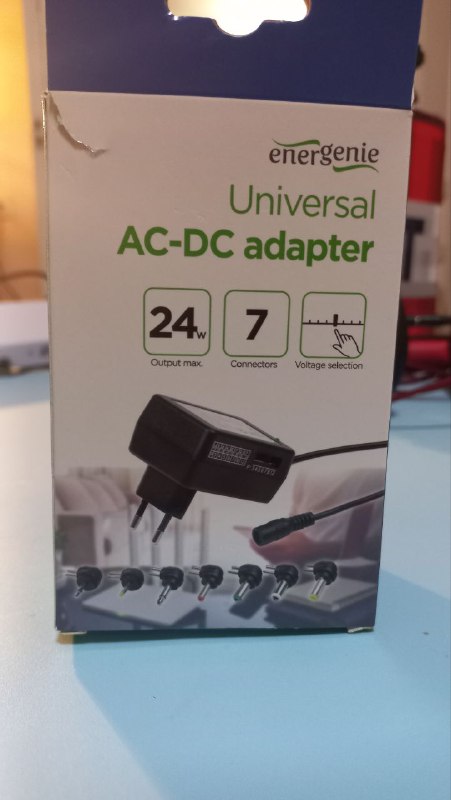 energenie
Universal
AC-DC adapter
24w
7
Output max.
Connectors
Voltage selection